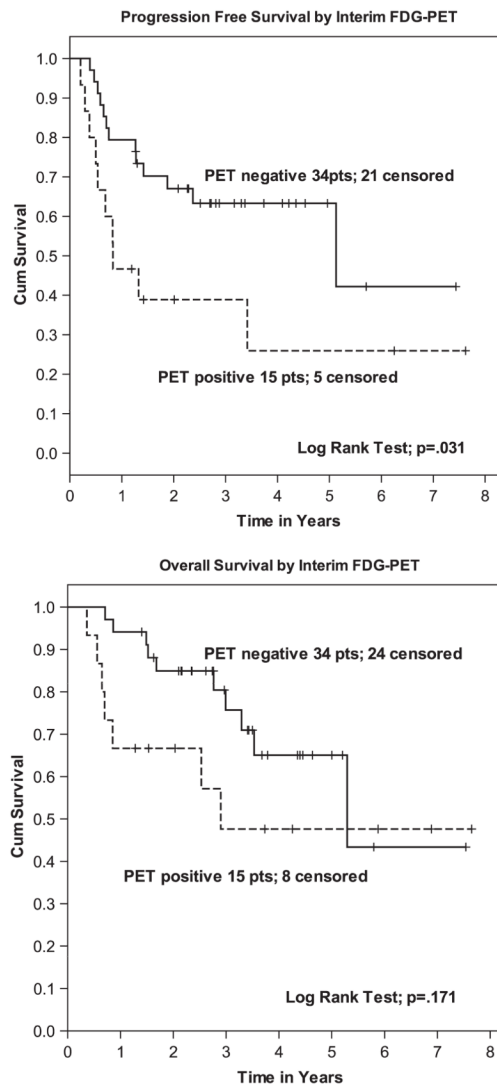 Progression Free Survival by Interim FDG-PET
1.0
0.9
0.8
0.7
0.6
0.5
0.4
0.3
0.2
0.1
0.0
Cum Survival
PET negative 34pts; 21 censored
PET positive 15 pts; 5 censored
Log Rank Test; p=.031
0 1 2 3 4 5 6 7 8
Time in Years
Overall Survival by Interim FDG-PET
1.0
0.9
0.8
0.7
0.6
0.5
0.4
0.3
0.2
0.1
0.0
Cum Survival
PET negative 34 pts; 24 censored
PET positive 15 pts; 8 censored
Log Rank Test; p=.171
0 1 2 3 4 5 6 7 8
Time in Years